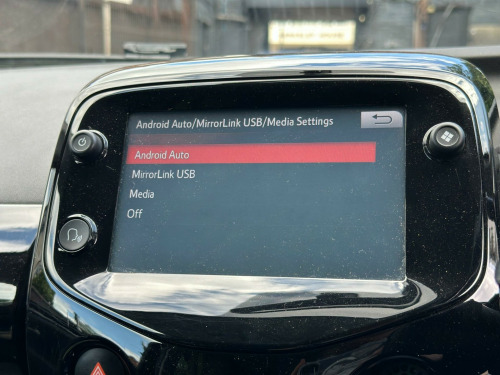 Android Auto/MirrorLink USB/Media Settings
Android Auto
MirrorLink USB
Media
Off